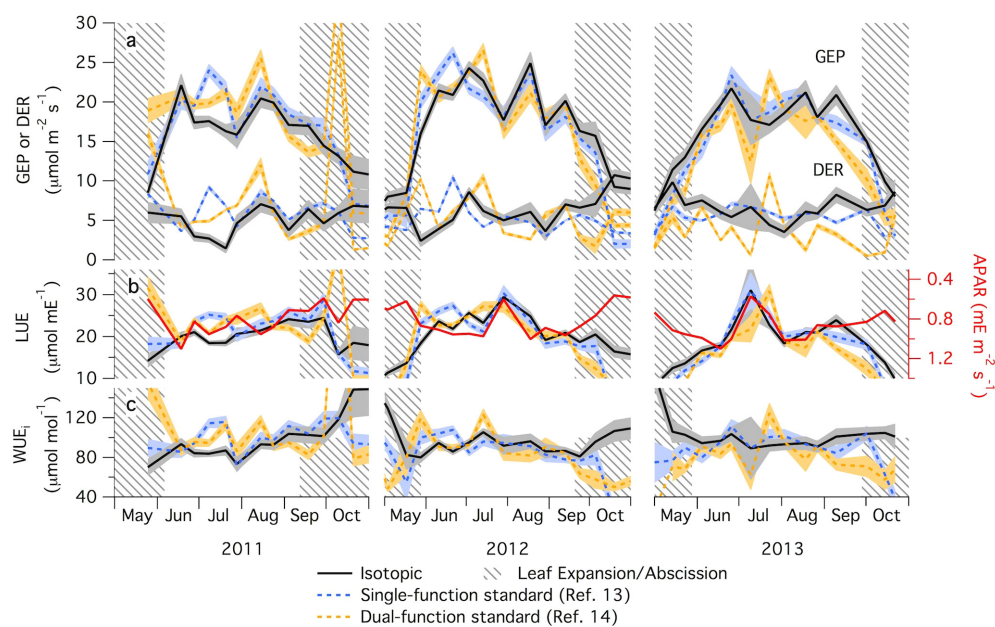 a
30
25
20
15
10
5
0
GEP or DER
(μmol m⁻² s⁻¹)
GEP
DER
b
30
20
10
LUE
(μmol mE⁻¹)
0.4
0.8
1.2
APAR (mE m⁻² s⁻¹)
c
120
80
40
WUEᵢ
(μmol mol⁻¹)
May Jun Jul Aug Sep Oct May Jun Jul Aug Sep Oct May Jun Jul Aug Sep Oct
2011 2012 2013
Isotopic Leaf Expansion/Abscission
Single-function standard (Ref. 13)
Dual-function standard (Ref. 14)